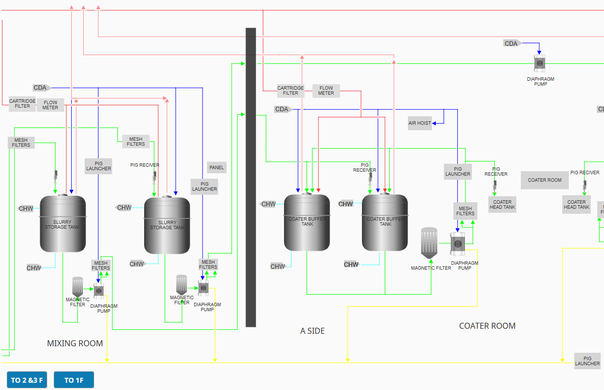 CDA
DIAPHRAGM
PUMP
CDA
CARTRIDGE
FILTER
FLOW
METER
CARTRIDGE
FILTER
FLOW
METER
CDA
AIR HOIST
MESH
FILTERS
MESH
FILTERS
PIG
LAUNCHER
PIG RECIVER
PANEL
PIG
LAUNCHER
PIG
RECEIVER
PIG
LAUNCHER
PIG
RECEIVER
COATER ROOM
PIG RECEIVER
CHW
SLURRY
STORAGE TANK
CHW
SLURRY
STORAGE TANK
CHW
COATER BUFFER
TANK
CHW
COATER BUFFER
TANK
MESH
FILTERS
COATER
HEAD TANK
COATER
HEAD TANK
CHW
MESH
FILTERS
CHW
MESH
FILTERS
CHW
CHW
MAGNETIC FILTER
DIAPHRAGM
PUMP
MAGNETIC
FILTER
DIAPHRAGM
PUMP
MAGNETIC
FILTER
DIAPHRAGM
PUMP
MIXING ROOM
A SIDE
COATER ROOM
PIG
LAUNCHER
TO 2 &3 F
TO 1F